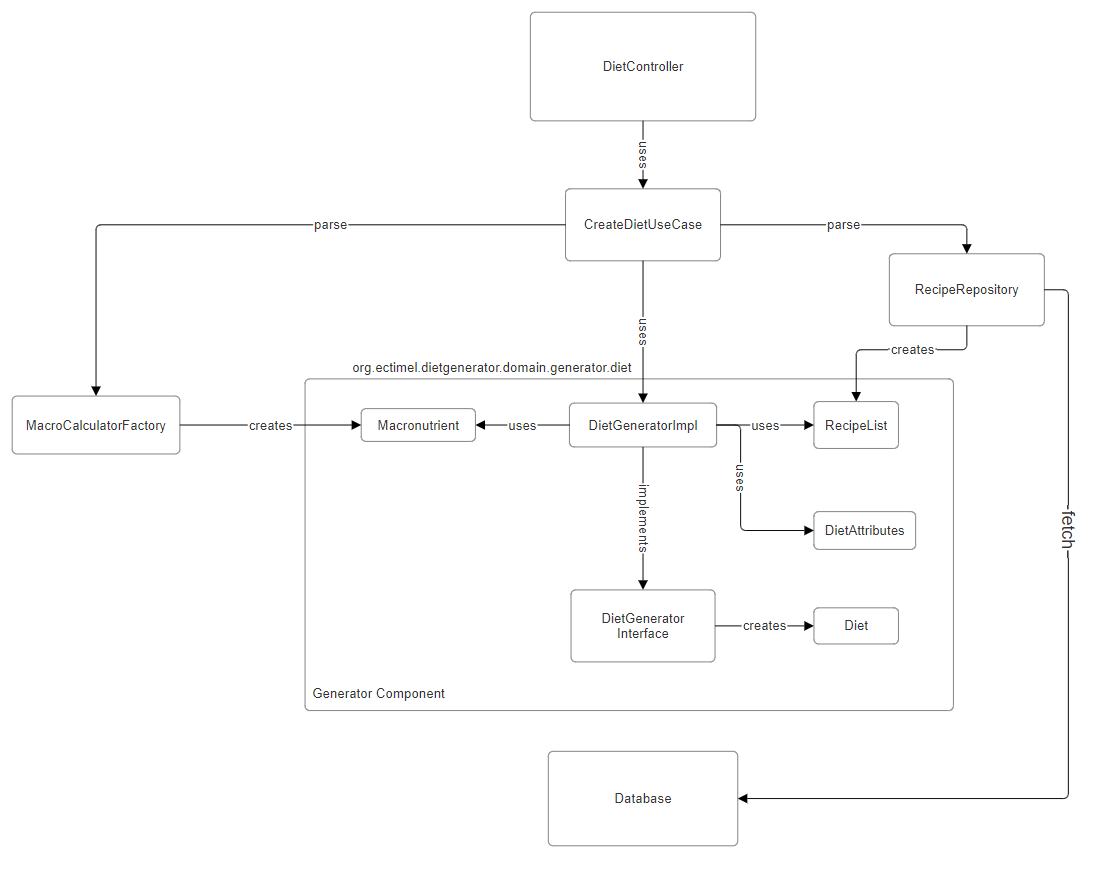 DietController
uses
CreateDietUseCase
parse
parse
RecipeRepository
uses
creates
org.ectimel.dietgenerator.domain.generator.diet
MacroCalculatorFactory
creates
Macronutrient
uses
DietGeneratorImpl
uses
RecipeList
uses
implements
DietAttributes
fetch
DietGenerator
Interface
creates
Diet
Generator Component
Database